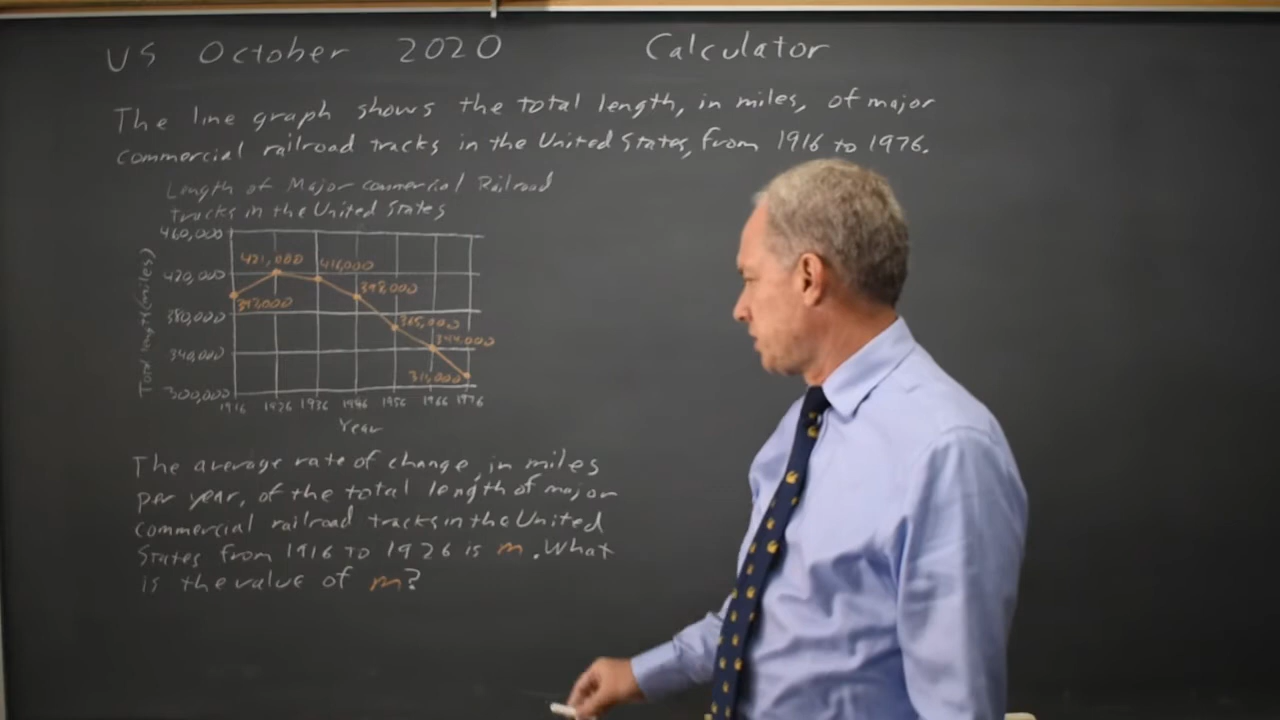 US October 2020 Calculator
The line graph shows the total length, in miles, of major
commercial railroad tracks in the United States, from 1916 to 1976.
Length of Major commercial Railroad
tracks in the United States
460,000
421,000 416,000
420,000
398,000
397,000
380,000
365,000
344,000
340,000
311,000
300,000
Total length (miles)
1916 1926 1936 1946 1956 1966 1976
Year
The average rate of change, in miles
per year, of the total length of major
commercial railroad tracks in the United
States from 1916 to 1926 is m. What
is the value of m?